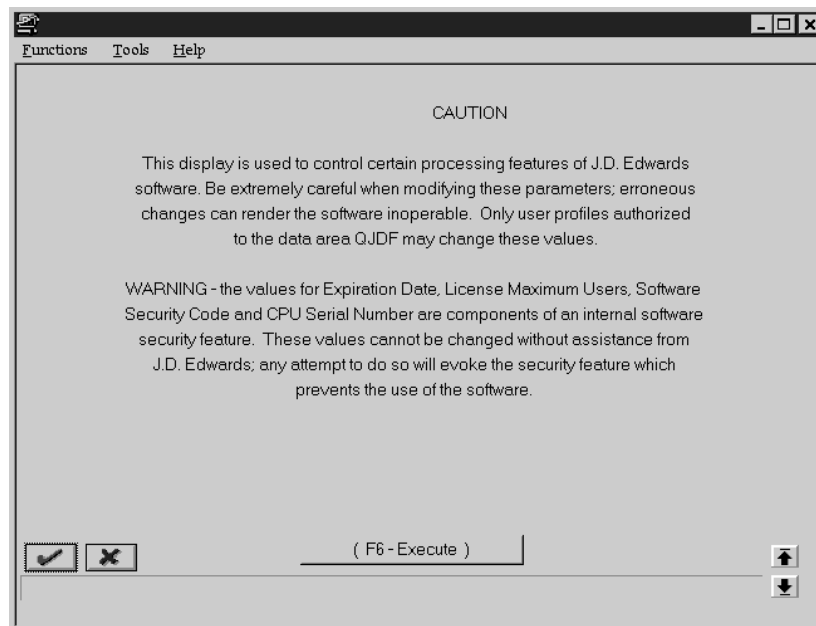 Functions Tools Help
CAUTION
This display is used to control certain processing features of J.D. Edwards
software. Be extremely careful when modifying these parameters; erroneous
changes can render the software inoperable. Only user profiles authorized
to the data area QJDF may change these values.
WARNING - the values for Expiration Date, License Maximum Users, Software
Security Code and CPU Serial Number are components of an internal software
security feature. These values cannot be changed without assistance from
J.D. Edwards; any attempt to do so will evoke the security feature which
prevents the use of the software.
( F6 - Execute )